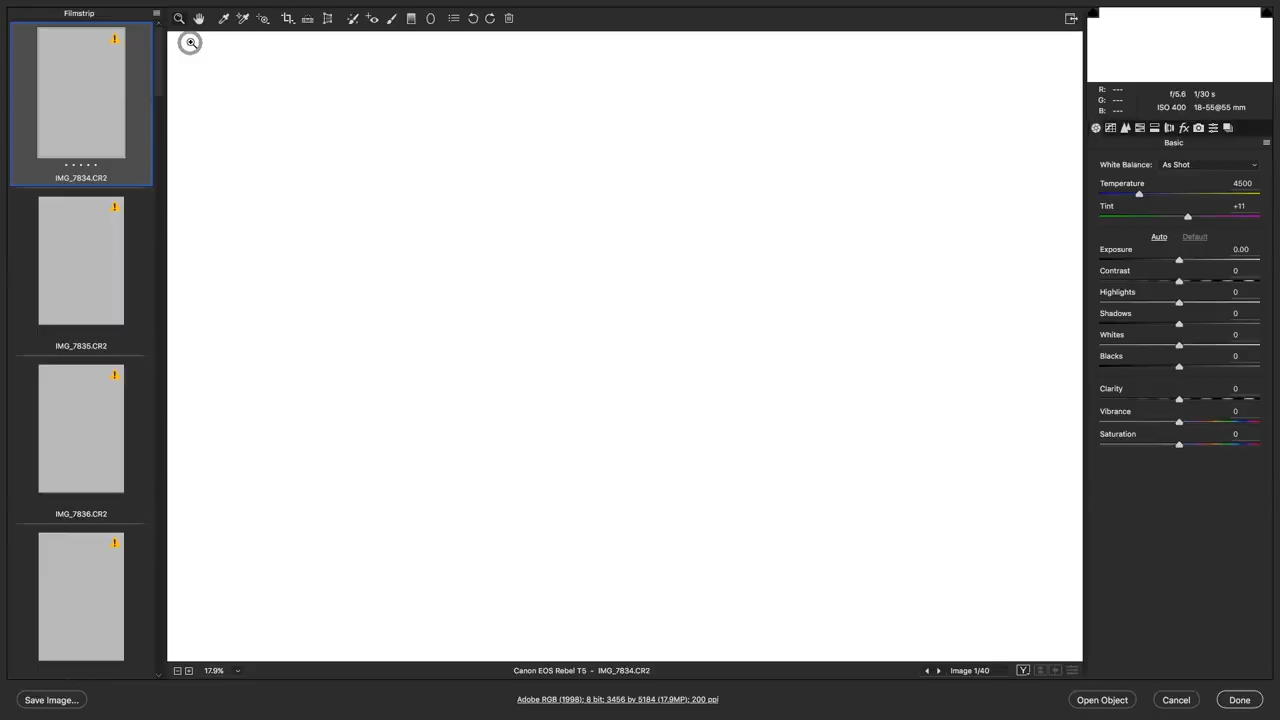 Filmstrip
IMG_7834.CR2
IMG_7835.CR2
IMG_7836.CR2
R: ---
G: ---
B: ---
f/5.6 1/30 s
ISO 400 18-55@55 mm
Basic
White Balance: As Shot
Temperature 4500
Tint +11
Auto Default
Exposure 0.00
Contrast 0
Highlights 0
Shadows 0
Whites 0
Blacks 0
Clarity 0
Vibrance 0
Saturation 0
17.9%
Canon EOS Rebel T5 - IMG_7834.CR2
Image 1/40
Y
Save Image...
Adobe RGB (1998); 8 bit; 3456 by 5184 (17.9MP); 200 ppi
Open Object
Cancel
Done